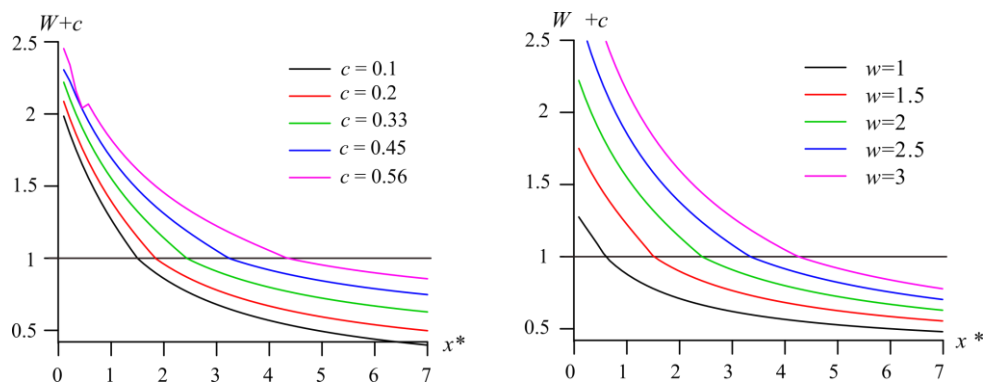 W+c
2.5
2
1.5
1
0.5
0 1 2 3 4 5 6 7
x*
c = 0.1
c = 0.2
c = 0.33
c = 0.45
c = 0.56
W +c
2.5
2
1.5
1
0.5
0 1 2 3 4 5 6 7
x*
w=1
w=1.5
w=2
w=2.5
w=3